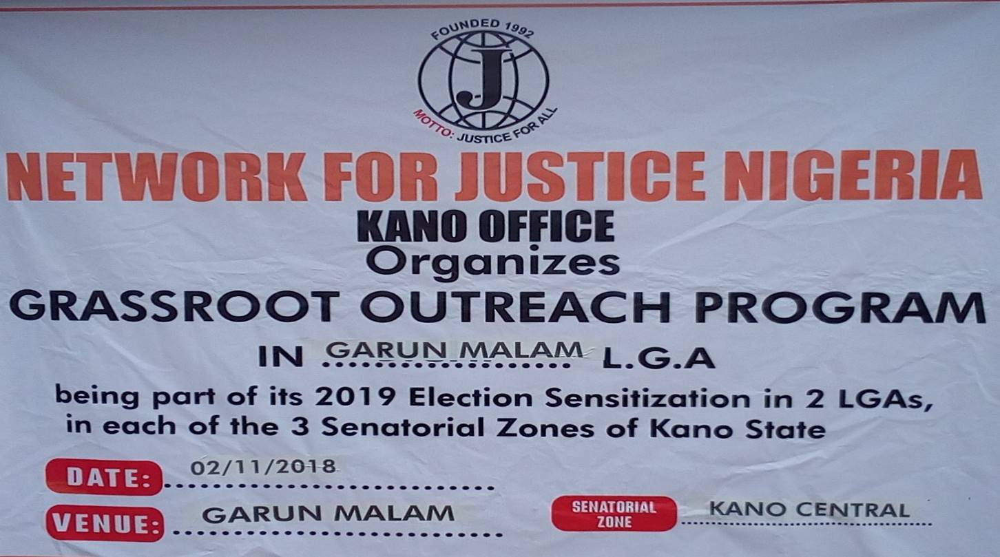 FOUNDED 1992
J
MOTTO: JUSTICE FOR ALL
NETWORK FOR JUSTICE NIGERIA
KANO OFFICE
Organizes
GRASSROOT OUTREACH PROGRAM
IN GARUN MALAM L.G.A
being part of its 2019 Election Sensitization in 2 LGAs,
in each of the 3 Senatorial Zones of Kano State
DATE: 02/11/2018
VENUE: GARUN MALAM
SENATORIAL
ZONE
KANO CENTRAL